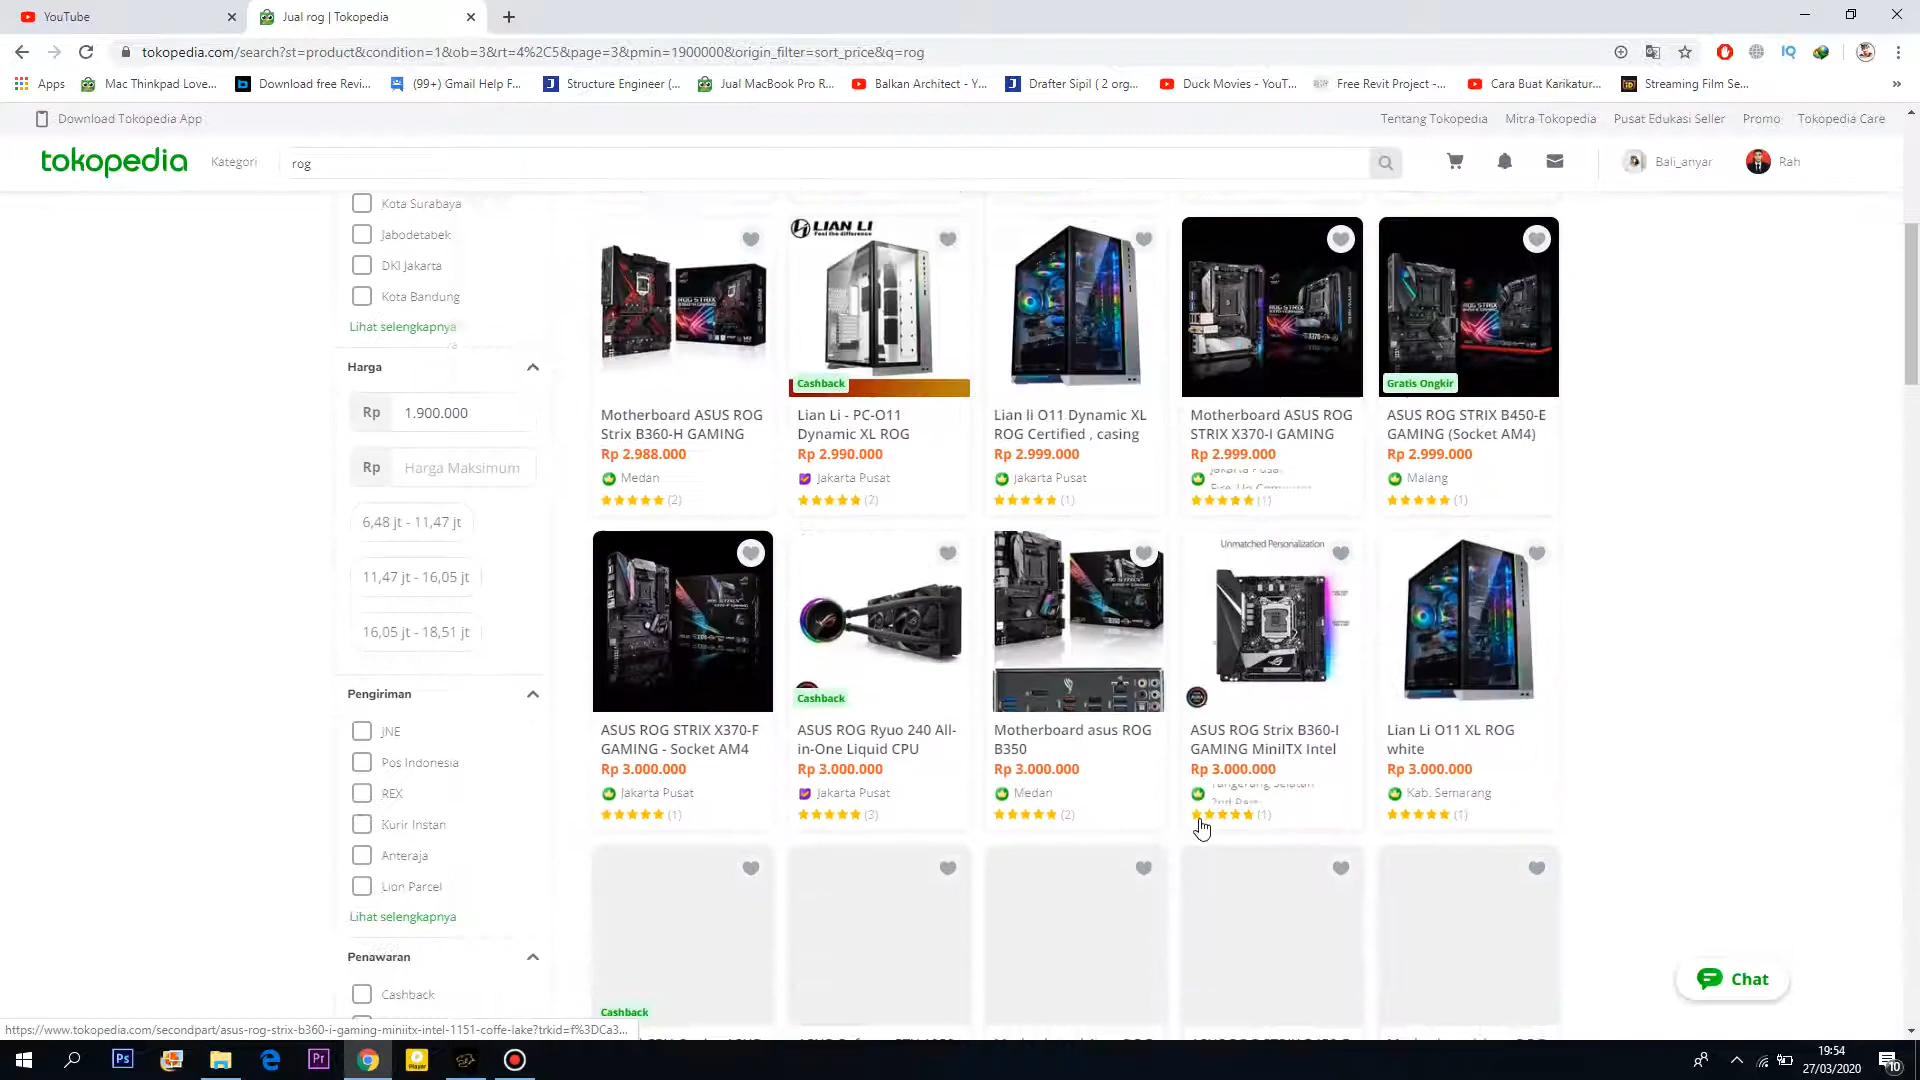 YouTube
Jual rog | Tokopedia
tokopedia.com/search?st=product&condition=1&ob=3&rt=4%2C5&page=3&pmin=1900000&origin_filter=sort_price&q=rog
Apps
Mac Thinkpad Love...
Download free Revi...
(99+) Gmail Help F...
Structure Engineer (...
Jual MacBook Pro R...
Balkan Architect - Y...
Drafter Sipil ( 2 org...
Duck Movies - YouT...
Free Revit Project -...
Cara Buat Karikatur...
Streaming Film Se...
Download Tokopedia App
Tentang Tokopedia
Mitra Tokopedia
Pusat Edukasi Seller
Promo
Tokopedia Care
tokopedia
Kategori
rog
Bali_anyar
Rah
Kota Surabaya
Jabodetabek
DKI Jakarta
Kota Bandung
Lihat selengkapnya
Harga
Rp 1.900.000
Rp Harga Maksimum
6,48 jt - 11,47 jt
11,47 jt - 16,05 jt
16,05 jt - 18,51 jt
Pengiriman
JNE
Pos Indonesia
REX
Kurir Instan
Anteraja
Lion Parcel
Lihat selengkapnya
Penawaran
Cashback
Motherboard ASUS ROG
Strix B360-H GAMING
Rp 2.988.000
Medan
(2)
LIAN LI
Feel the difference
Cashback
Lian Li - PC-O11
Dynamic XL ROG
Rp 2.990.000
Jakarta Pusat
(2)
Lian li O11 Dynamic XL
ROG Certified , casing
Rp 2.999.000
Jakarta Pusat
(1)
Motherboard ASUS ROG
STRIX X370-I GAMING
Rp 2.999.000
Jakarta Pusat
(1)
Gratis Ongkir
ASUS ROG STRIX B450-E
GAMING (Socket AM4)
Rp 2.999.000
Malang
(1)
ASUS ROG STRIX X370-F
GAMING - Socket AM4
Rp 3.000.000
Jakarta Pusat
(1)
Cashback
ASUS ROG Ryuo 240 All-
in-One Liquid CPU
Rp 3.000.000
Jakarta Pusat
(3)
Motherboard asus ROG
B350
Rp 3.000.000
Medan
(2)
Unmatched Personalization
ASUS ROG Strix B360-I
GAMING MiniITX Intel
Rp 3.000.000
Tangerang Selatan
(1)
Lian Li O11 XL ROG
white
Rp 3.000.000
Kab. Semarang
(1)
Cashback
Chat
https://www.tokopedia.com/secondpart/asus-rog-strix-b360-i-gaming-miniitx-intel-1151-coffe-lake?trkid=f%3DCa3...
19:54
27/03/2020
10